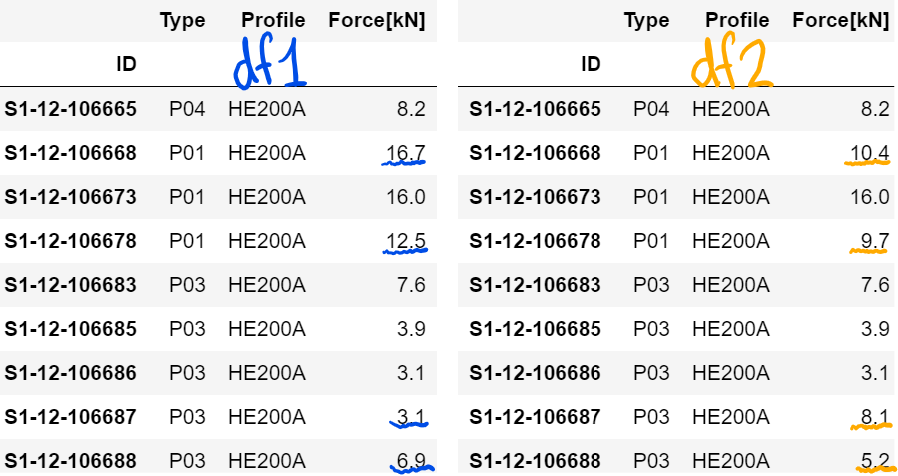 Type Profile Force[kN] Type Profile Force[kN]
df1 df2
ID ID
S1-12-106665 P04 HE200A 8.2 S1-12-106665 P04 HE200A 8.2
S1-12-106668 P01 HE200A 16.7 S1-12-106668 P01 HE200A 10.4
S1-12-106673 P01 HE200A 16.0 S1-12-106673 P01 HE200A 16.0
S1-12-106678 P01 HE200A 12.5 S1-12-106678 P01 HE200A 9.7
S1-12-106683 P03 HE200A 7.6 S1-12-106683 P03 HE200A 7.6
S1-12-106685 P03 HE200A 3.9 S1-12-106685 P03 HE200A 3.9
S1-12-106686 P03 HE200A 3.1 S1-12-106686 P03 HE200A 3.1
S1-12-106687 P03 HE200A 3.1 S1-12-106687 P03 HE200A 8.1
S1-12-106688 P03 HE200A 6.9 S1-12-106688 P03 HE200A 5.2